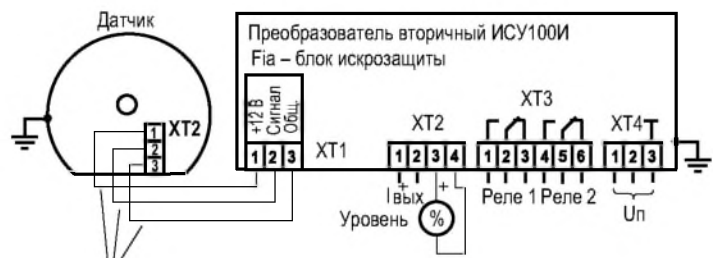 Датчик
Преобразователь вторичный ИСУ100И
Fia – блок искрозащиты
+12 В
Сигнал
Общ.
XT2
1
2
3
1 2 3
XT1
XT2
1 2 3 4
XT3
1 2 3 4 5 6
XT4
1 2 3
+ +
I вых
Реле 1 Реле 2
Uп
Уровень %